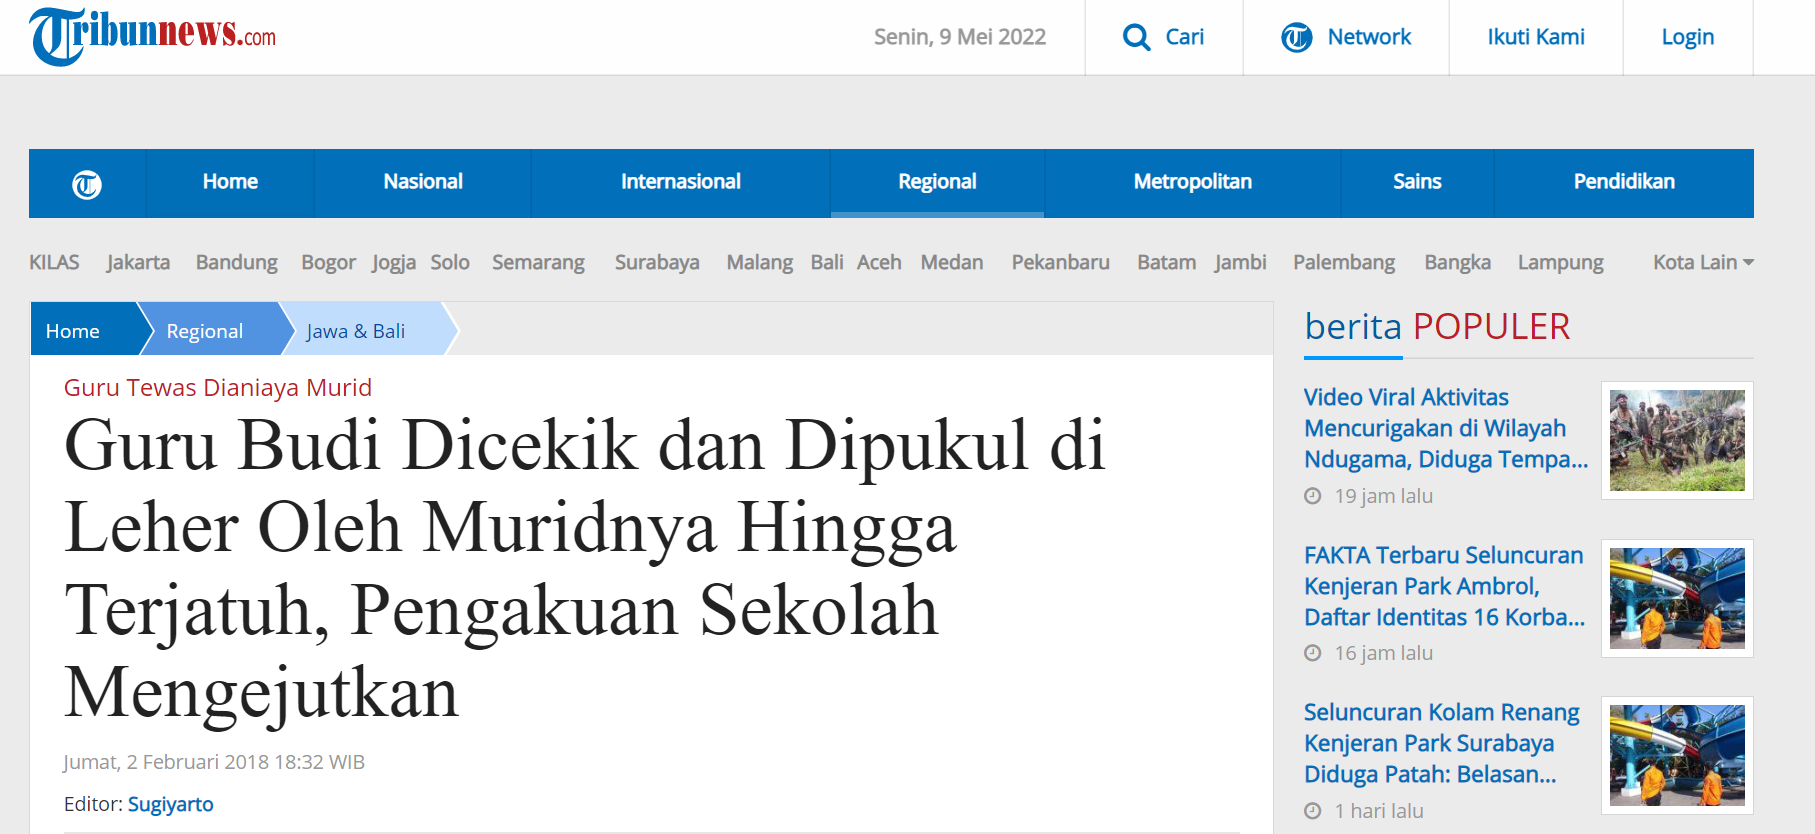 Tribunnews.com
Senin, 9 Mei 2022
Cari
Network
Ikuti Kami
Login
Home
Nasional
Internasional
Regional
Metropolitan
Sains
Pendidikan
KILAS
Jakarta
Bandung
Bogor
Jogja
Solo
Semarang
Surabaya
Malang
Bali
Aceh
Medan
Pekanbaru
Batam
Jambi
Palembang
Bangka
Lampung
Kota Lain
Home
Regional
Jawa & Bali
Guru Tewas Dianiaya Murid
Guru Budi Dicekik dan Dipukul di
Leher Oleh Muridnya Hingga
Terjatuh, Pengakuan Sekolah
Mengejutkan
Jumat, 2 Februari 2018 18:32 WIB
Editor: Sugiyarto
berita POPULER
Video Viral Aktivitas
Mencurigakan di Wilayah
Ndugama, Diduga Tempa...
19 jam lalu
FAKTA Terbaru Seluncuran
Kenjeran Park Ambrol,
Daftar Identitas 16 Korba...
16 jam lalu
Seluncuran Kolam Renang
Kenjeran Park Surabaya
Diduga Patah: Belasan...
1 hari lalu